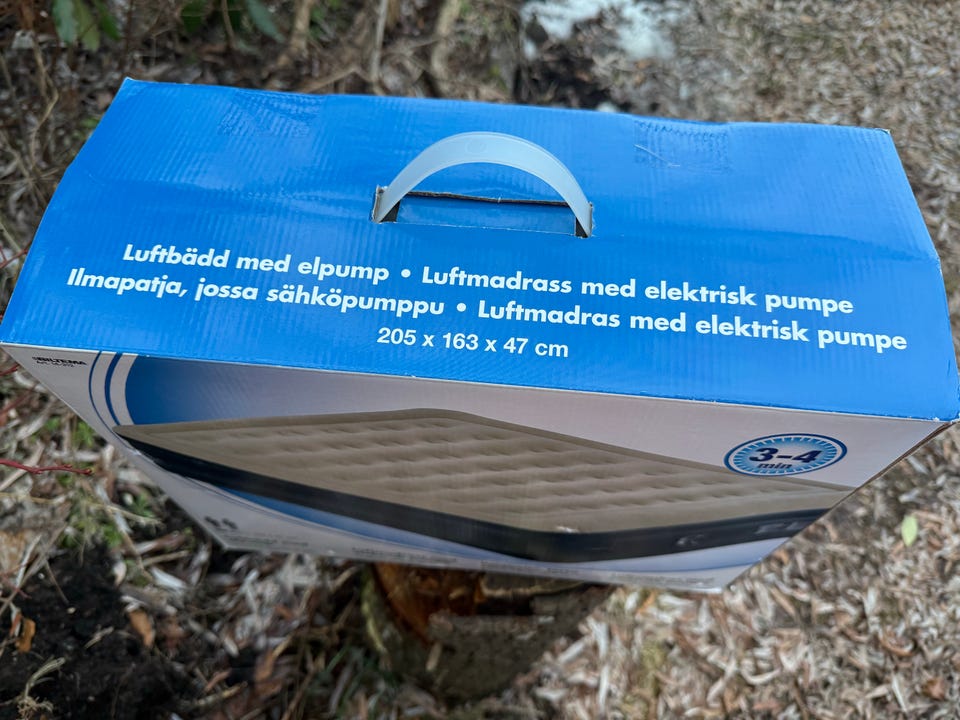 Luftbädd med elpump • Luftmadrass med elektrisk pumpe
Ilmapatja, jossa sähköpumppu • Luftmadras med elektrisk pumpe
205 x 163 x 47 cm
BILTEMA
3-4
min